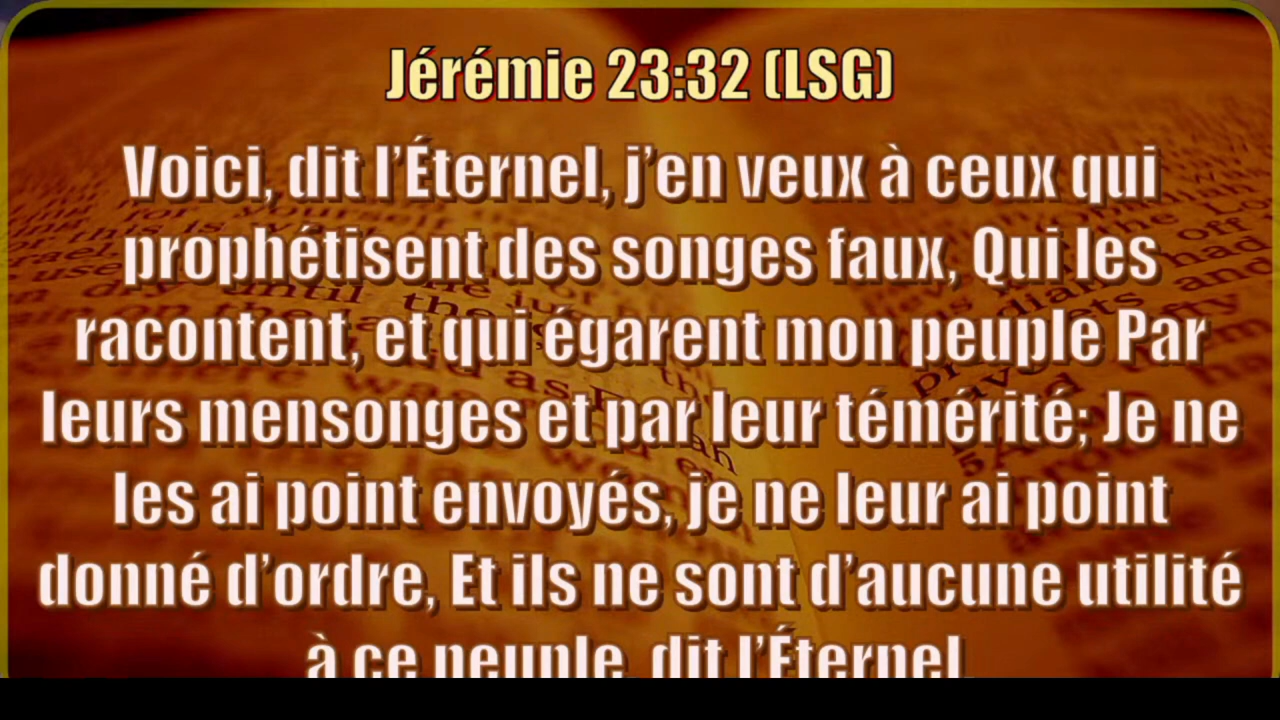 Jérémie 23:32 (LSG)
Voici, dit l’Éternel, j’en veux à ceux qui
prophétisent des songes faux, Qui les
racontent, et qui égarent mon peuple Par
leurs mensonges et par leur témérité; Je ne
les ai point envoyés, je ne leur ai point
donné d’ordre, Et ils ne sont d’aucune utilité
à ce peuple, dit l’Éternel.